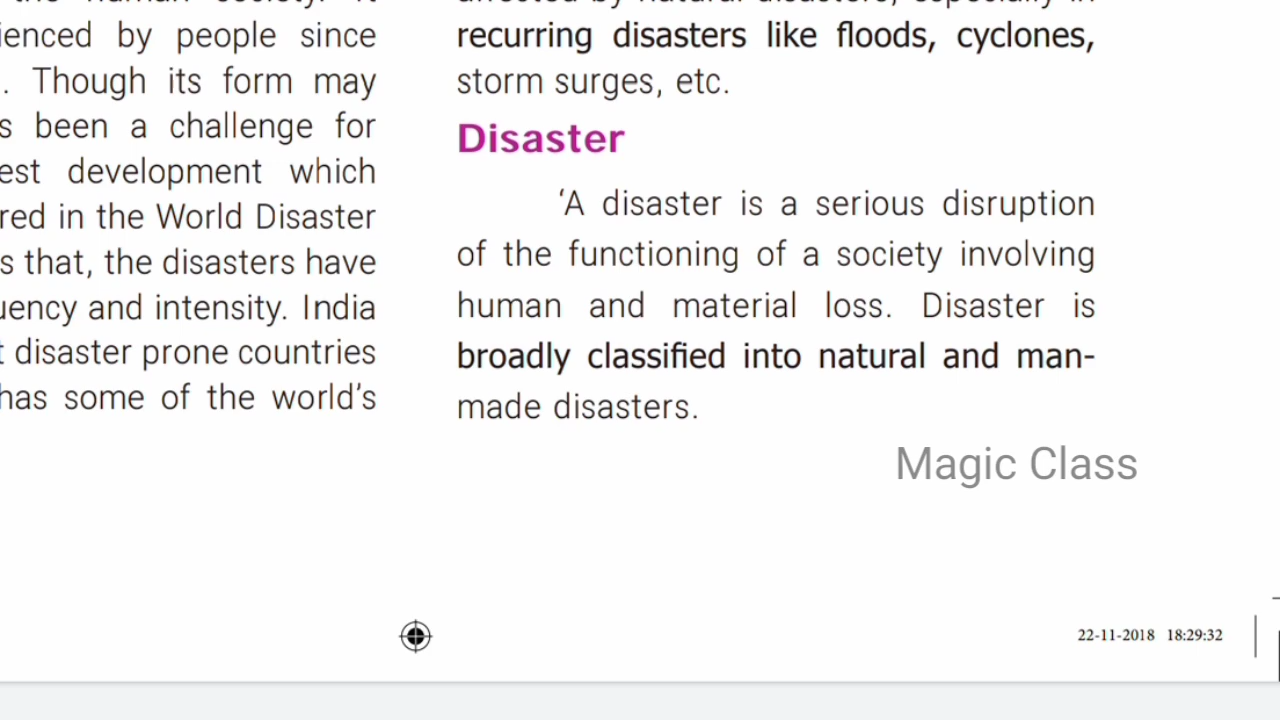 ienced by people since
. Though its form may
s been a challenge for
est development which
red in the World Disaster
s that, the disasters have
uency and intensity. India
t disaster prone countries
has some of the world's
recurring disasters like floods, cyclones,
storm surges, etc.
Disaster
‘A disaster is a serious disruption
of the functioning of a society involving
human and material loss. Disaster is
broadly classified into natural and man-
made disasters.
Magic Class
22-11-2018 18:29:32